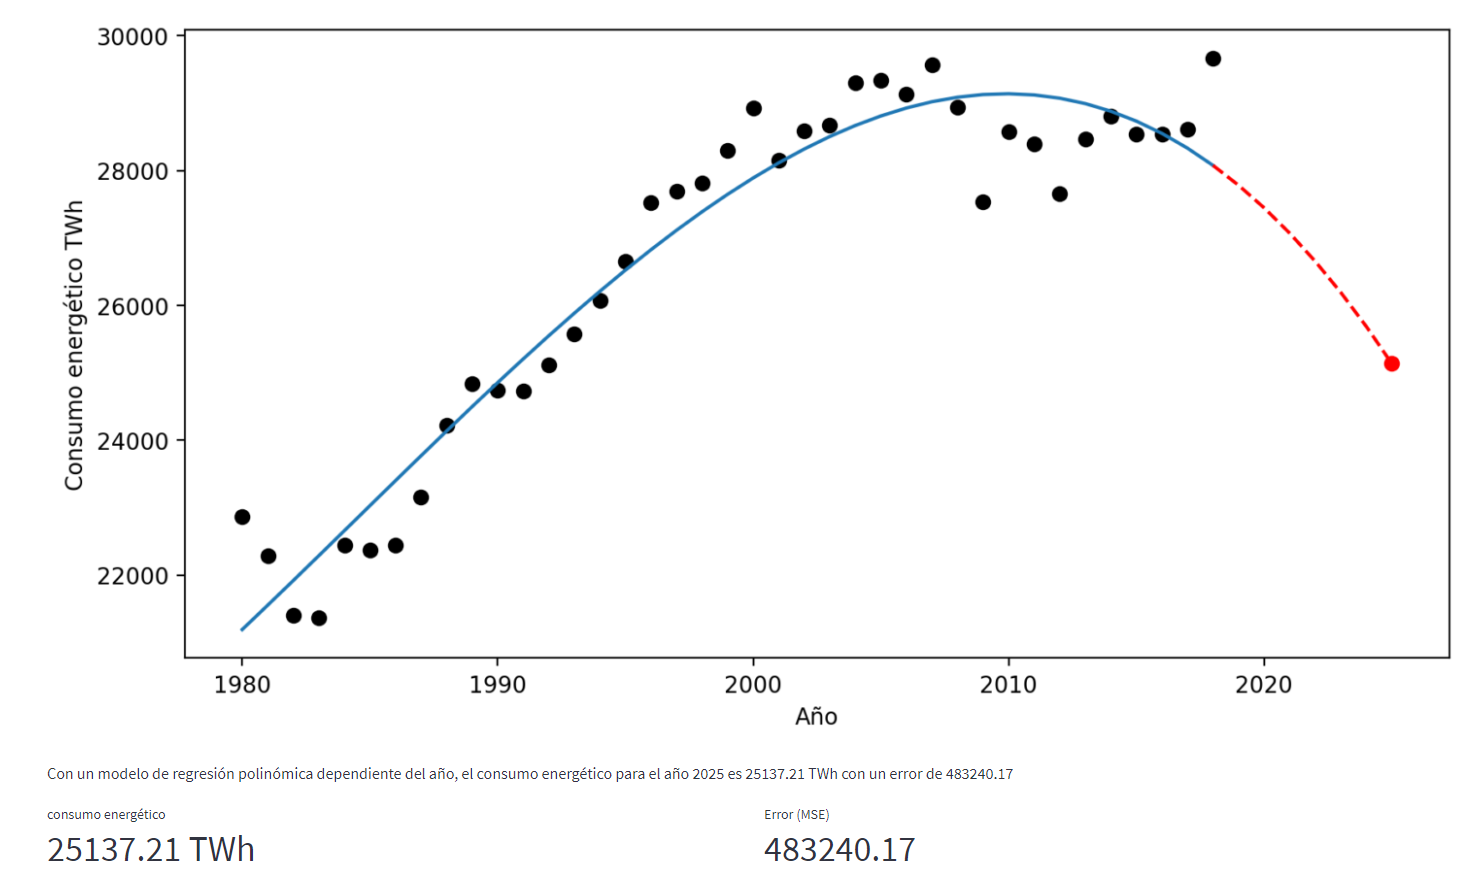 30000
28000
26000
24000
22000
Consumo energético TWh
1980 1990 2000 2010 2020
Año
Con un modelo de regresión polinómica dependiente del año, el consumo energético para el año 2025 es 25137.21 TWh con un error de 483240.17
consumo energético
25137.21 TWh
Error (MSE)
483240.17